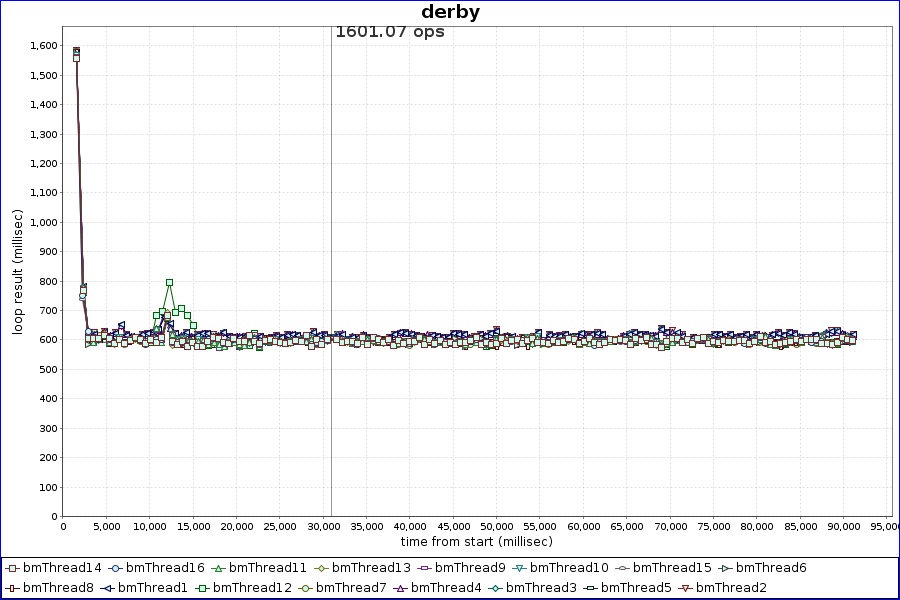 derby
1601.07 ops
1,600
1,500
1,400
1,300
1,200
1,100
1,000
900
800
700
600
500
400
300
200
100
0
loop result (millisec)
0 5,000 10,000 15,000 20,000 25,000 30,000 35,000 40,000 45,000 50,000 55,000 60,000 65,000 70,000 75,000 80,000 85,000 90,000 95,000
time from start (millisec)
bmThread14 bmThread16 bmThread11 bmThread13 bmThread9 bmThread10 bmThread15 bmThread6
bmThread8 bmThread1 bmThread12 bmThread7 bmThread4 bmThread3 bmThread5 bmThread2